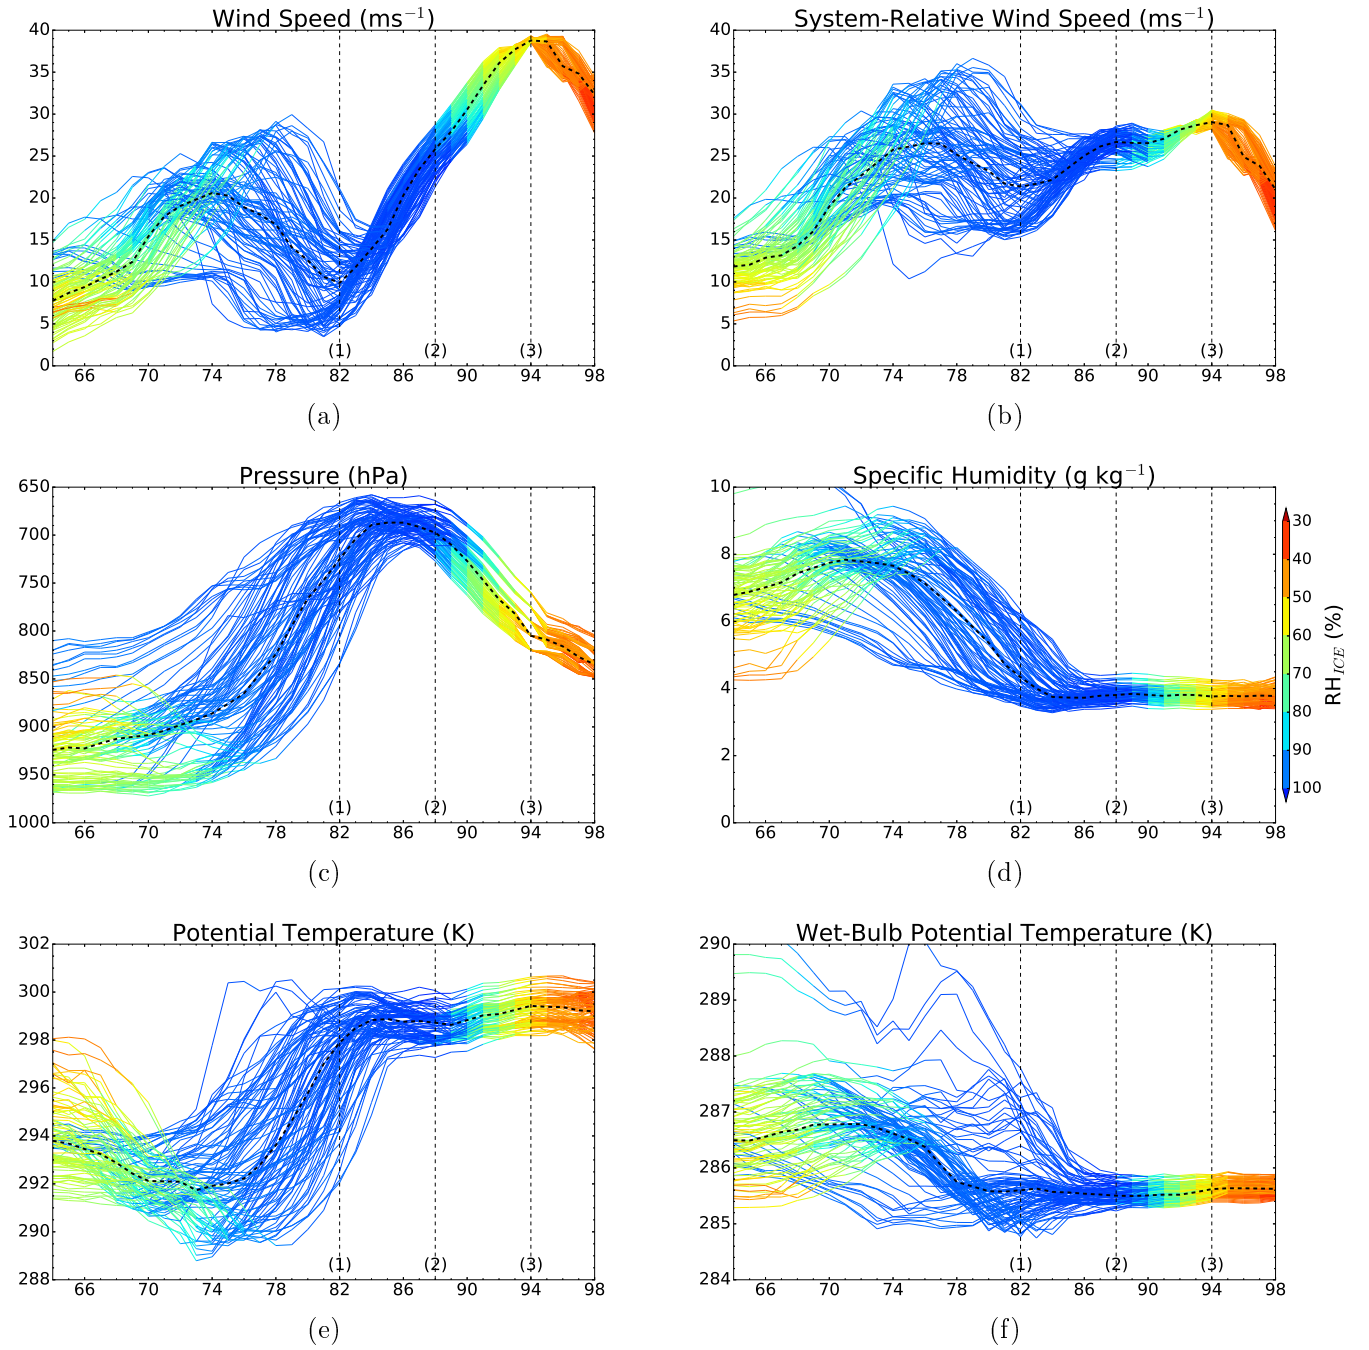 Wind Speed (ms⁻¹)
40
35
30
25
20
15
10
5
0
(1) (2) (3)
66 70 74 78 82 86 90 94 98
(a)
System-Relative Wind Speed (ms⁻¹)
40
35
30
25
20
15
10
5
0
(1) (2) (3)
66 70 74 78 82 86 90 94 98
(b)
Pressure (hPa)
650
700
750
800
850
900
950
1000
(1) (2) (3)
66 70 74 78 82 86 90 94 98
(c)
Specific Humidity (g kg⁻¹)
10
8
6
4
2
0
(1) (2) (3)
66 70 74 78 82 86 90 94 98
(d)
30
40
50
60
70
80
90
100
RH_ICE (%)
Potential Temperature (K)
302
300
298
296
294
292
290
288
(1) (2) (3)
66 70 74 78 82 86 90 94 98
(e)
Wet-Bulb Potential Temperature (K)
290
289
288
287
286
285
284
(1) (2) (3)
66 70 74 78 82 86 90 94 98
(f)